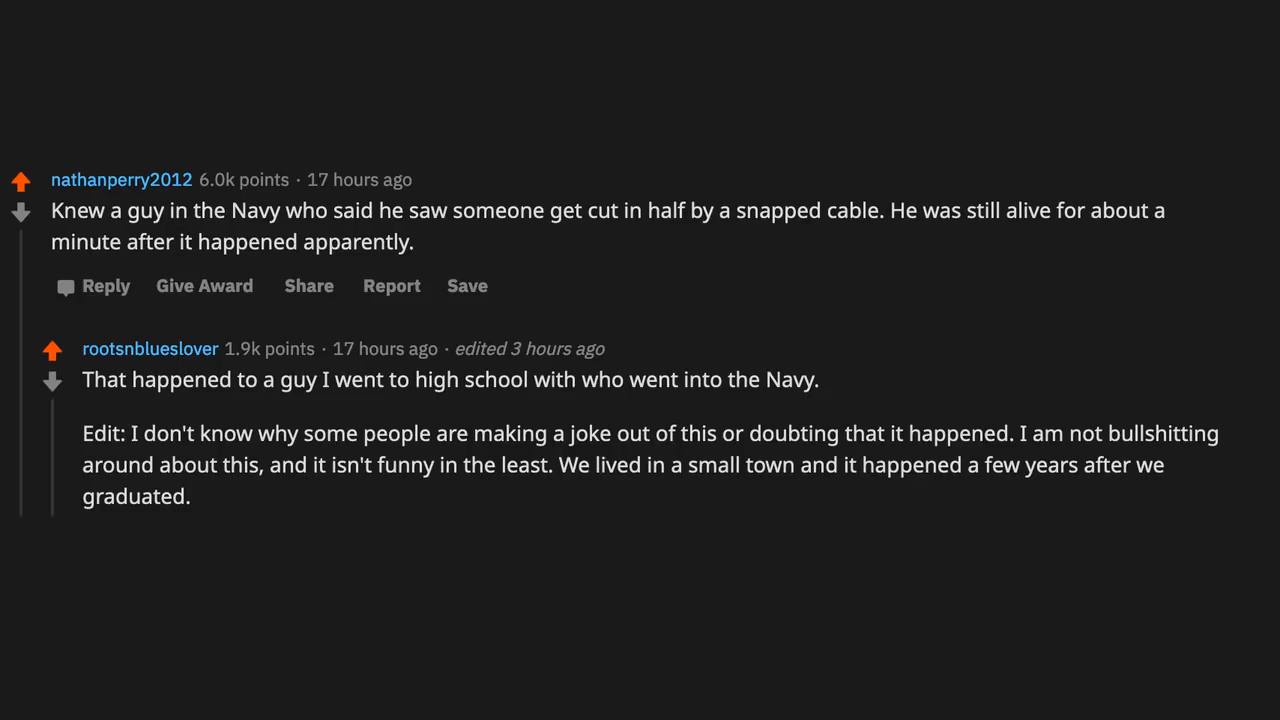 nathanperry2012 6.0k points · 17 hours ago
Knew a guy in the Navy who said he saw someone get cut in half by a snapped cable. He was still alive for about a
minute after it happened apparently.
Reply Give Award Share Report Save
rootsnblueslover 1.9k points · 17 hours ago · edited 3 hours ago
That happened to a guy I went to high school with who went into the Navy.
Edit: I don't know why some people are making a joke out of this or doubting that it happened. I am not bullshitting
around about this, and it isn't funny in the least. We lived in a small town and it happened a few years after we
graduated.